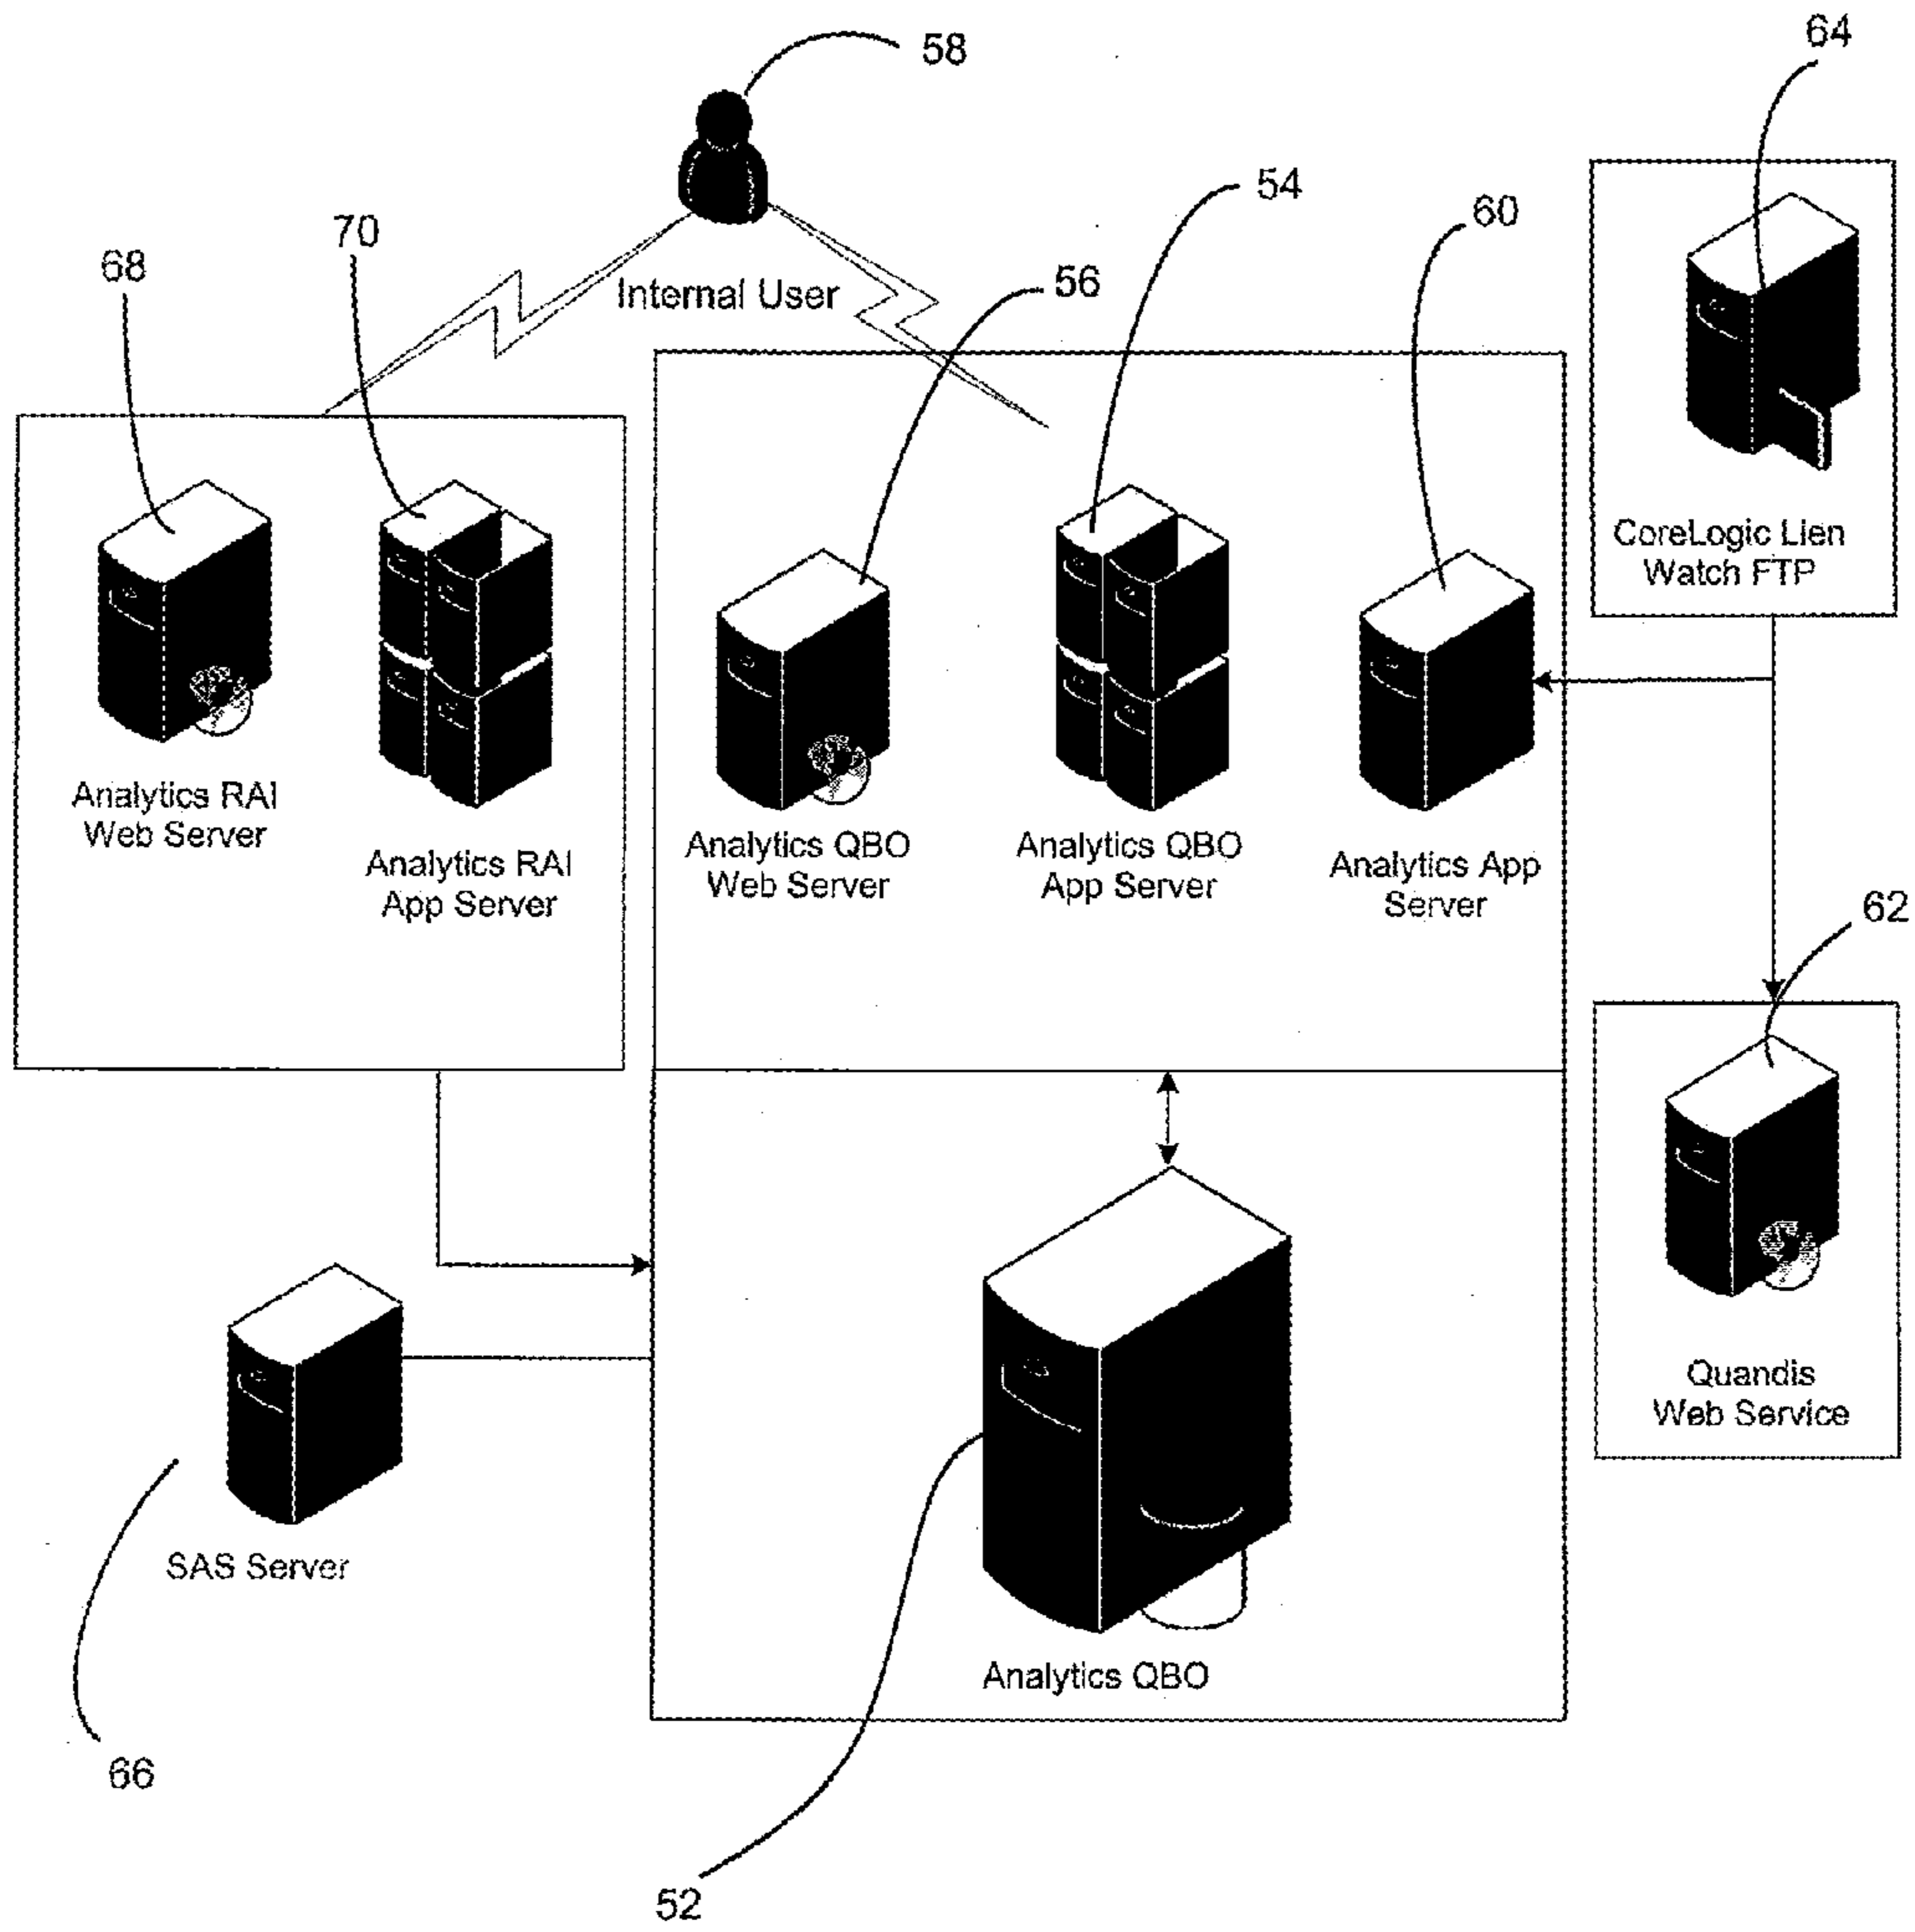 64
58
54
60
70
68
56
Internal User
CoreLogic Lien
Watch FTP
Analytics RAI
Web Server
Analytics RAI
App Server
Analytics QBO
Web Server
Analytics QBO
App Server
Analytics App
Server
62
Quandis
Web Service
SAS Server
Analytics QBO
66
52